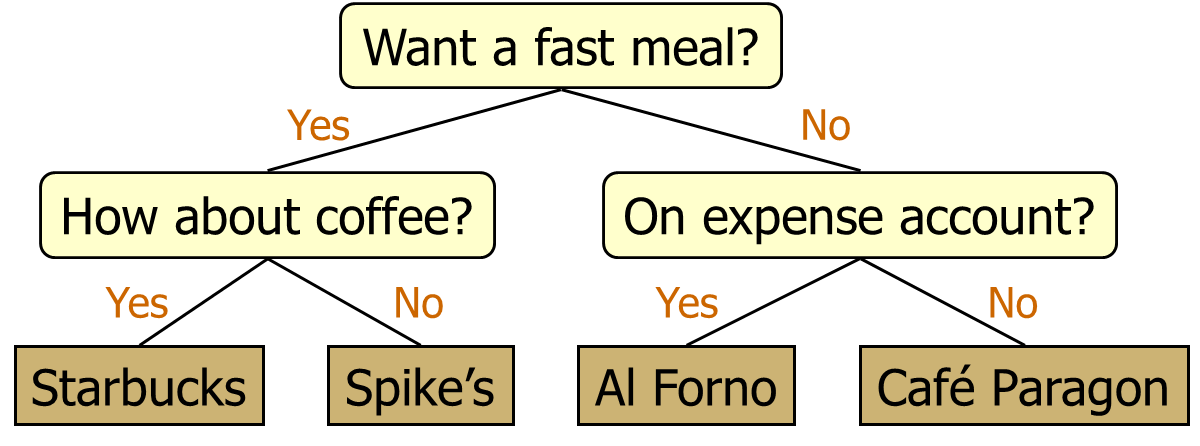 Want a fast meal?
Yes
No
How about coffee?
On expense account?
Yes
No
Yes
No
Starbucks
Spike’s
Al Forno
Café Paragon